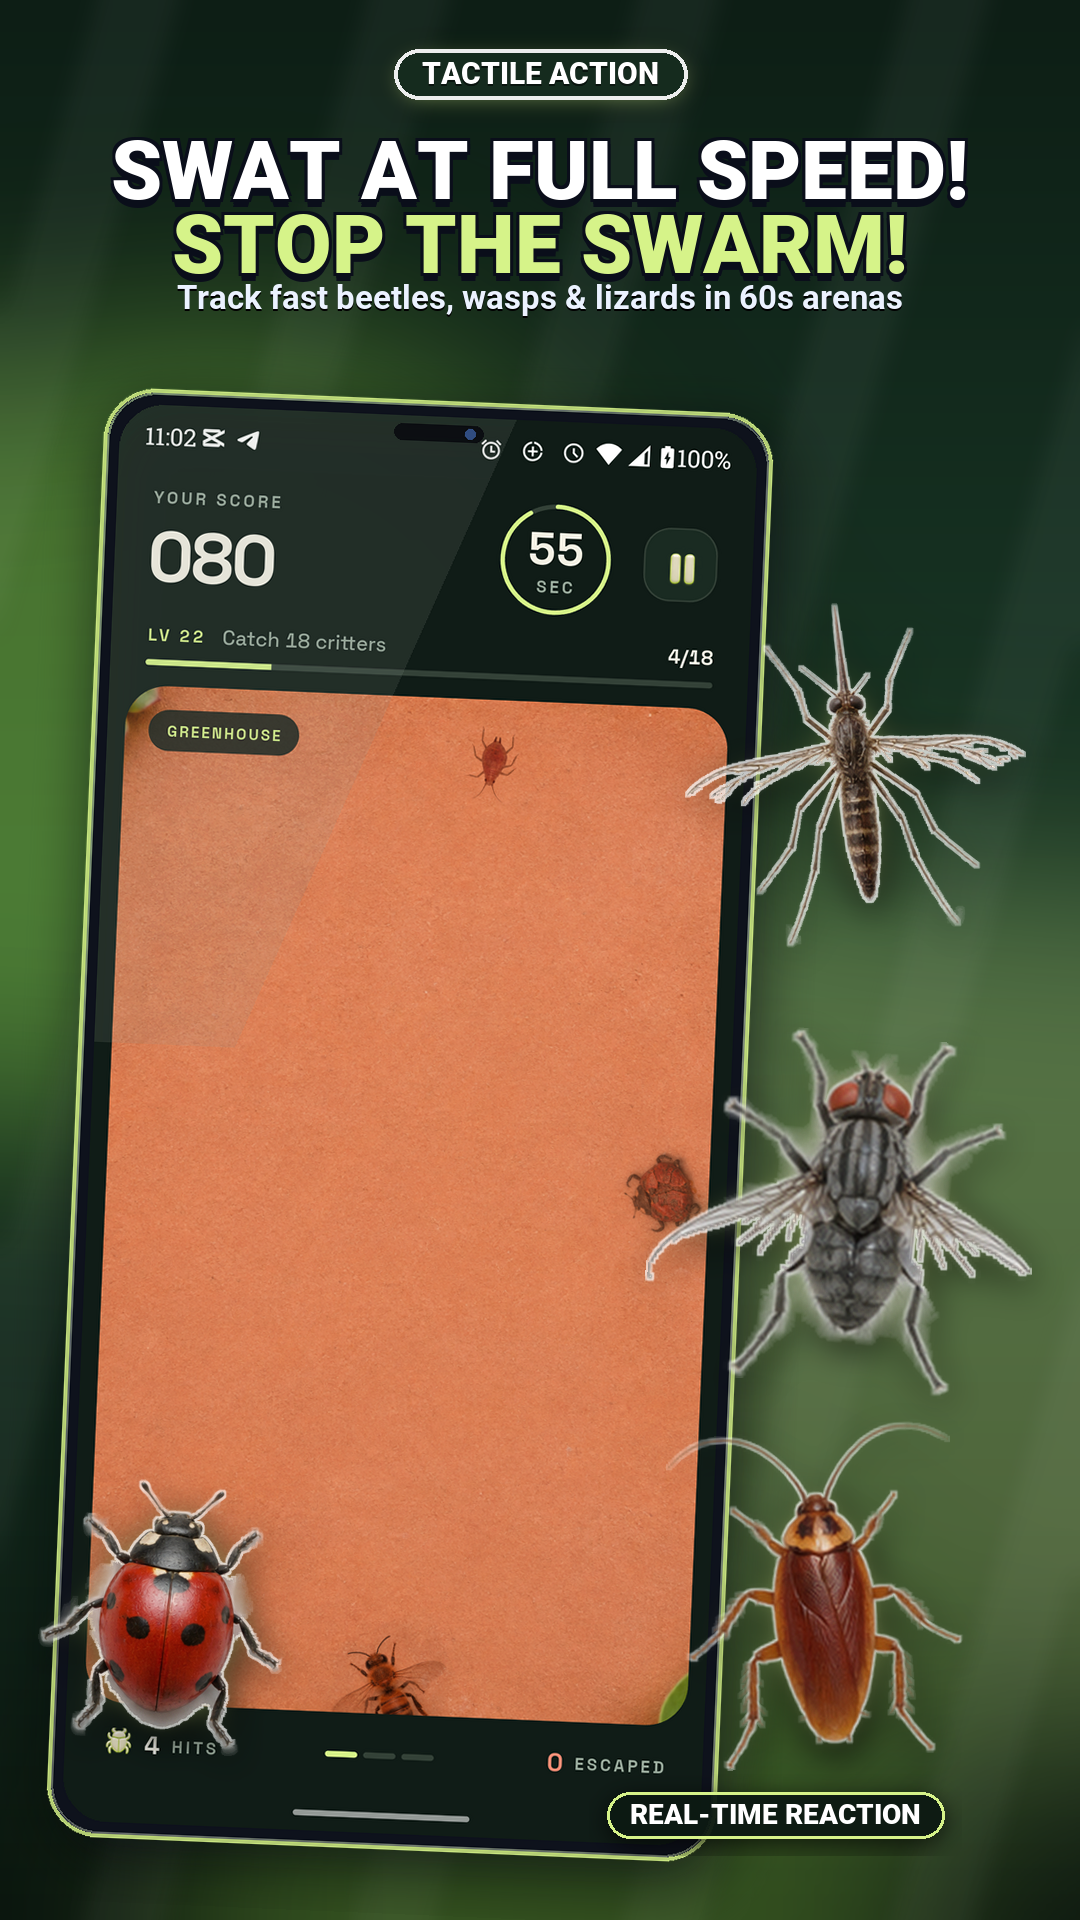 TACTILE ACTION
SWAT AT FULL SPEED!
STOP THE SWARM!
Track fast beetles, wasps & lizards in 60s arenas
11:02 100%
YOUR SCORE
080
55
SEC
LV 22 Catch 18 critters
4/18
GREENHOUSE
4 HITS
0 ESCAPED
REAL-TIME REACTION